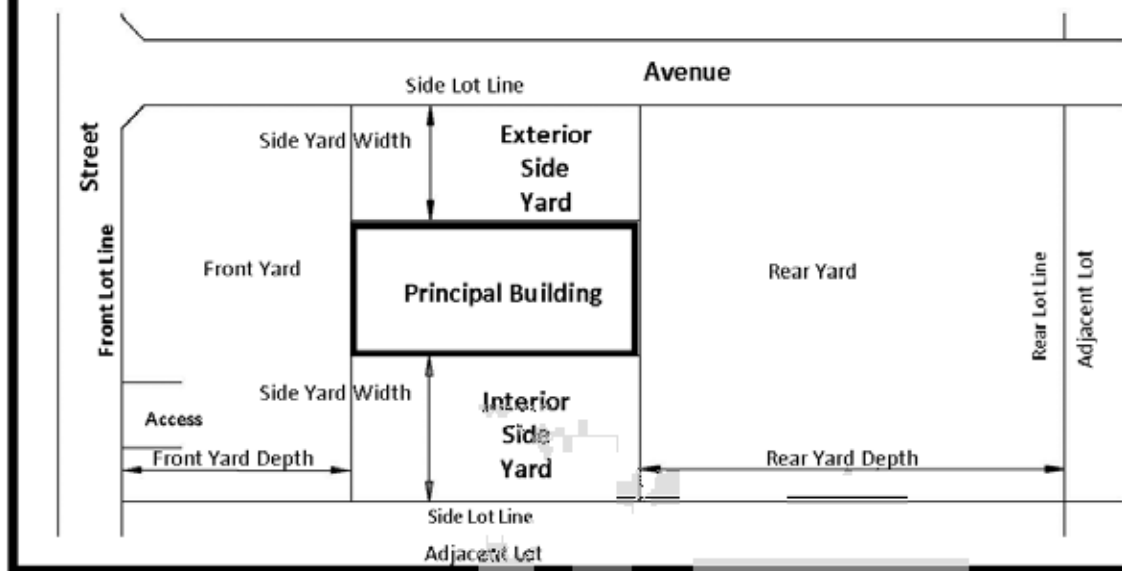 Avenue
Side Lot Line
Street
Side Yard Width
Exterior
Side
Yard
Front Lot Line
Front Yard
Principal Building
Rear Yard
Rear Lot Line
Adjacent Lot
Side Yard Width
Interior
Side
Yard
Access
Front Yard Depth
Rear Yard Depth
Side Lot Line
Adjacent Lot